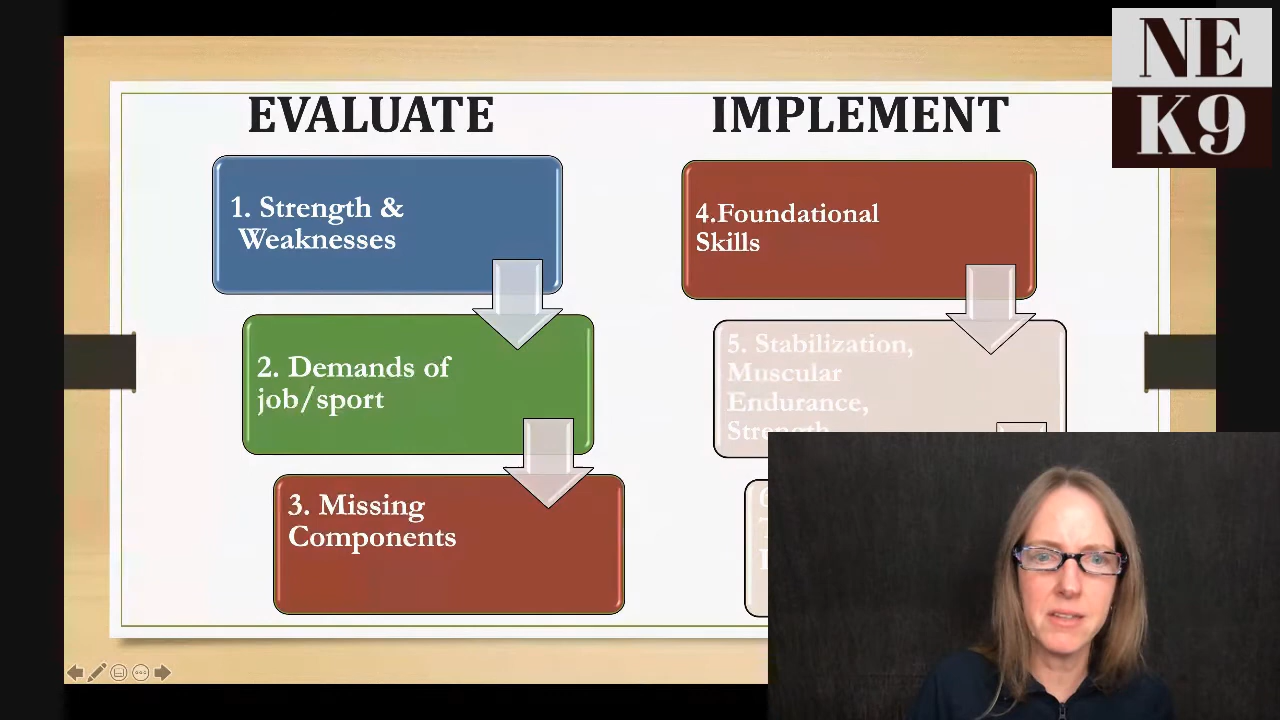 EVALUATE
1. Strength &
Weaknesses
2. Demands of
job/sport
3. Missing
Components
IMPLEMENT
4.Foundational
Skills
5. Stabilization,
Muscular
Endurance,
Strength
NE
K9